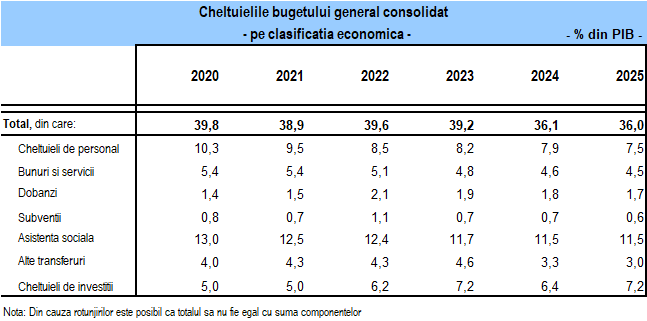 Cheltuielile bugetului general consolidat
- pe clasificatia economica - - % din PIB -
2020 2021 2022 2023 2024 2025
Total, din care: 39,8 38,9 39,6 39,2 36,1 36,0
Cheltuieli de personal 10,3 9,5 8,5 8,2 7,9 7,5
Bunuri si servicii 5,4 5,4 5,1 4,8 4,6 4,5
Dobanzi 1,4 1,5 2,1 1,9 1,8 1,7
Subventii 0,8 0,7 1,1 0,7 0,7 0,6
Asistenta sociala 13,0 12,5 12,4 11,7 11,5 11,5
Alte transferuri 4,0 4,3 4,3 4,6 3,3 3,0
Cheltuieli de investitii 5,0 5,0 6,2 7,2 6,4 7,2
Nota: Din cauza rotunjirilor este posibil ca totalul sa nu fie egal cu suma componentelor